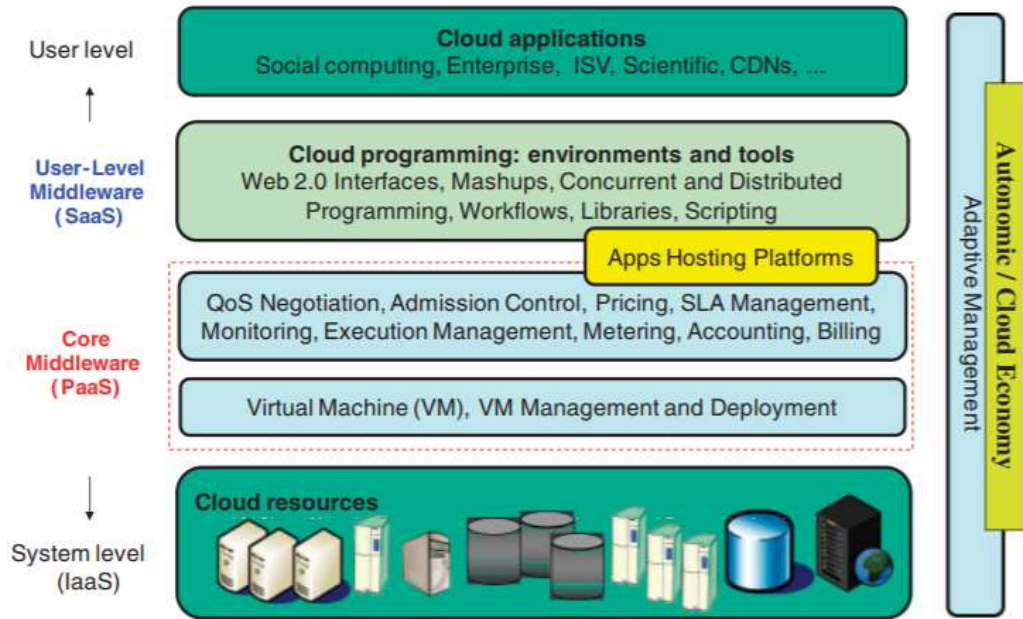 User level
Cloud applications
Social computing, Enterprise, ISV, Scientific, CDNs, ...
User-Level
Middleware
(SaaS)
Cloud programming: environments and tools
Web 2.0 Interfaces, Mashups, Concurrent and Distributed
Programming, Workflows, Libraries, Scripting
Apps Hosting Platforms
Core
Middleware
(PaaS)
QoS Negotiation, Admission Control, Pricing, SLA Management,
Monitoring, Execution Management, Metering, Accounting, Billing
Virtual Machine (VM), VM Management and Deployment
System level
(IaaS)
Cloud resources
Adaptive Management
Autonomic / Cloud Economy